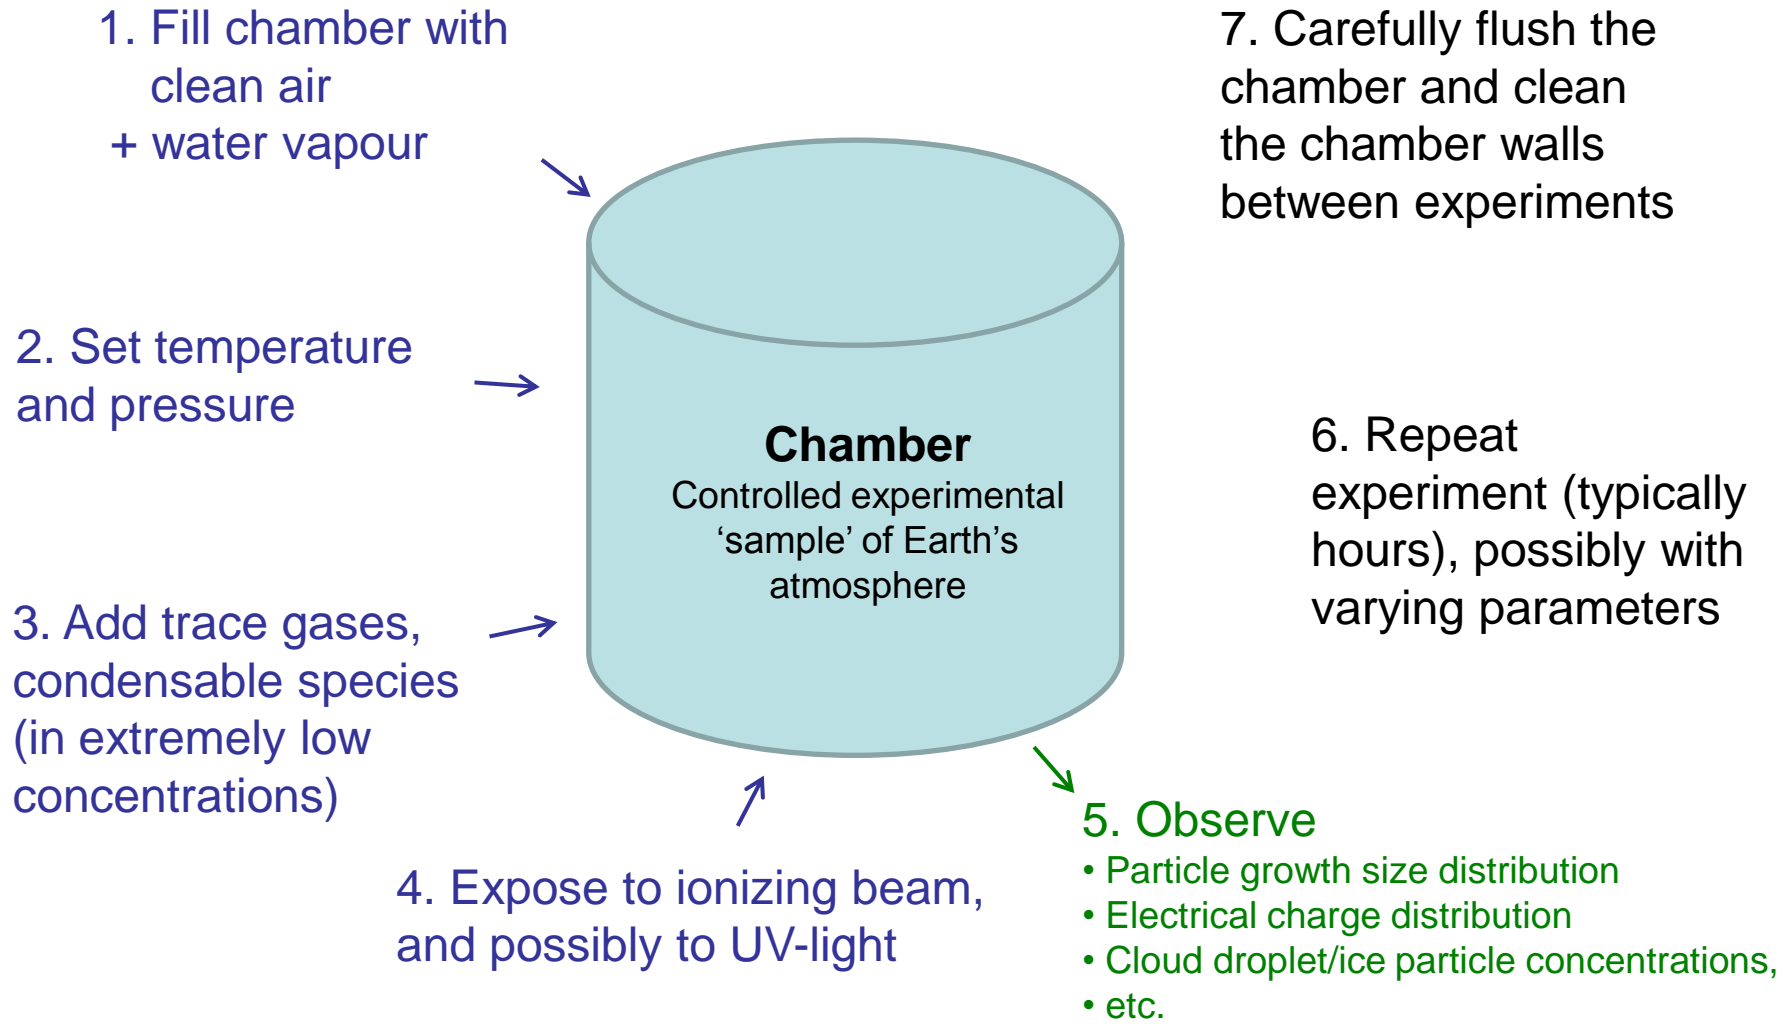 1. Fill chamber with
clean air
+ water vapour
2. Set temperature
and pressure
3. Add trace gases,
condensable species
(in extremely low
concentrations)
4. Expose to ionizing beam,
and possibly to UV-light
Chamber
Controlled experimental
‘sample’ of Earth’s
atmosphere
5. Observe
• Particle growth size distribution
• Electrical charge distribution
• Cloud droplet/ice particle concentrations,
• etc.
6. Repeat
experiment (typically
hours), possibly with
varying parameters
7. Carefully flush the
chamber and clean
the chamber walls
between experiments